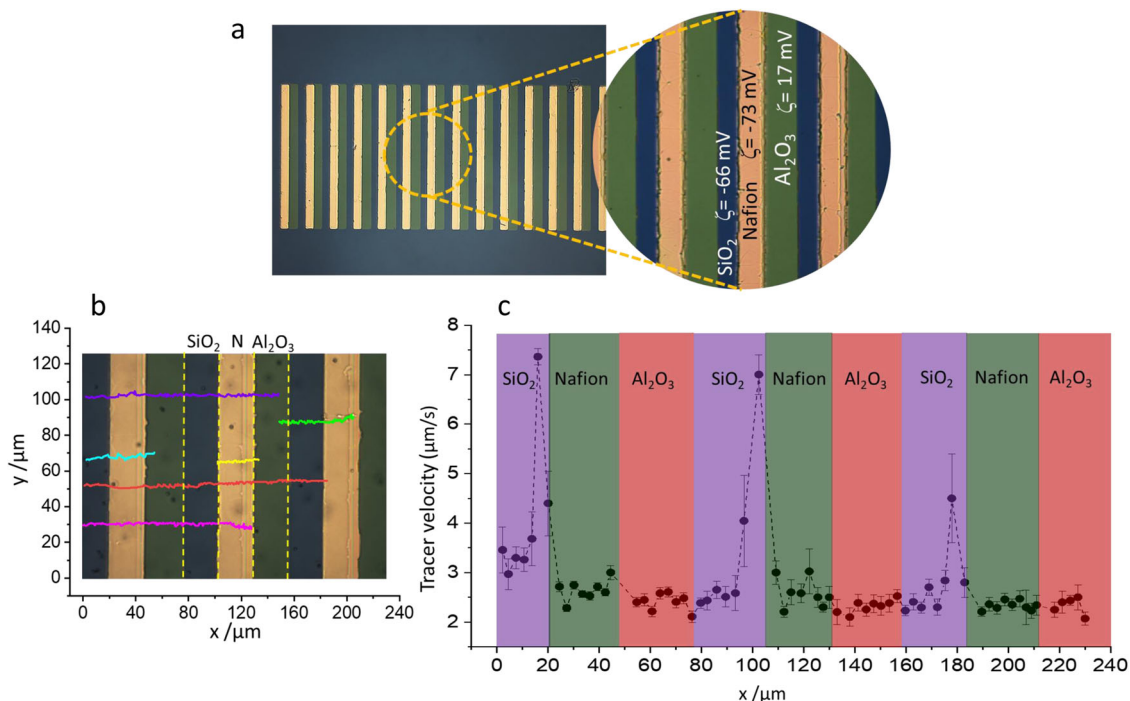 a
SiO₂ ζ= -66 mV
Nafion ζ= -73 mV
Al₂O₃ ζ= 17 mV
b
140
120
100
80
60
40
20
0
y /µm
SiO₂ N Al₂O₃
0 40 80 120 160 200 240
x /µm
c
8
7
6
5
4
3
2
Tracer velocity (µm/s)
SiO₂ Nafion Al₂O₃ SiO₂ Nafion Al₂O₃ SiO₂ Nafion Al₂O₃
0 20 40 60 80 100 120 140 160 180 200 220 240
x /µm